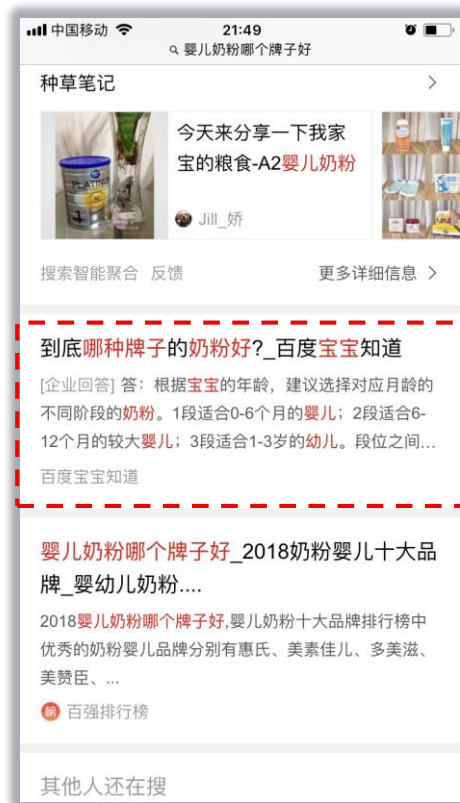 中国移动 21:49
婴儿奶粉哪个牌子好
种草笔记
今天来分享一下我家
宝的粮食-A2婴儿奶粉
PLATINUM
Jill_娇
搜索智能聚合 反馈 更多详细信息
到底哪种牌子的奶粉好?_百度宝宝知道
[企业回答] 答：根据宝宝的年龄，建议选择对应月龄的
不同阶段的奶粉。1段适合0-6个月的婴儿；2段适合6-
12个月的较大婴儿；3段适合1-3岁的幼儿。段位之间...
百度宝宝知道
婴儿奶粉哪个牌子好_2018奶粉婴儿十大品
牌_婴幼儿奶粉....
2018婴儿奶粉哪个牌子好,婴儿奶粉十大品牌排行榜中
优秀的奶粉婴儿品牌分别有惠氏、美素佳儿、多美滋、
美赞臣、...
榜 百强排行榜
其他人还在搜